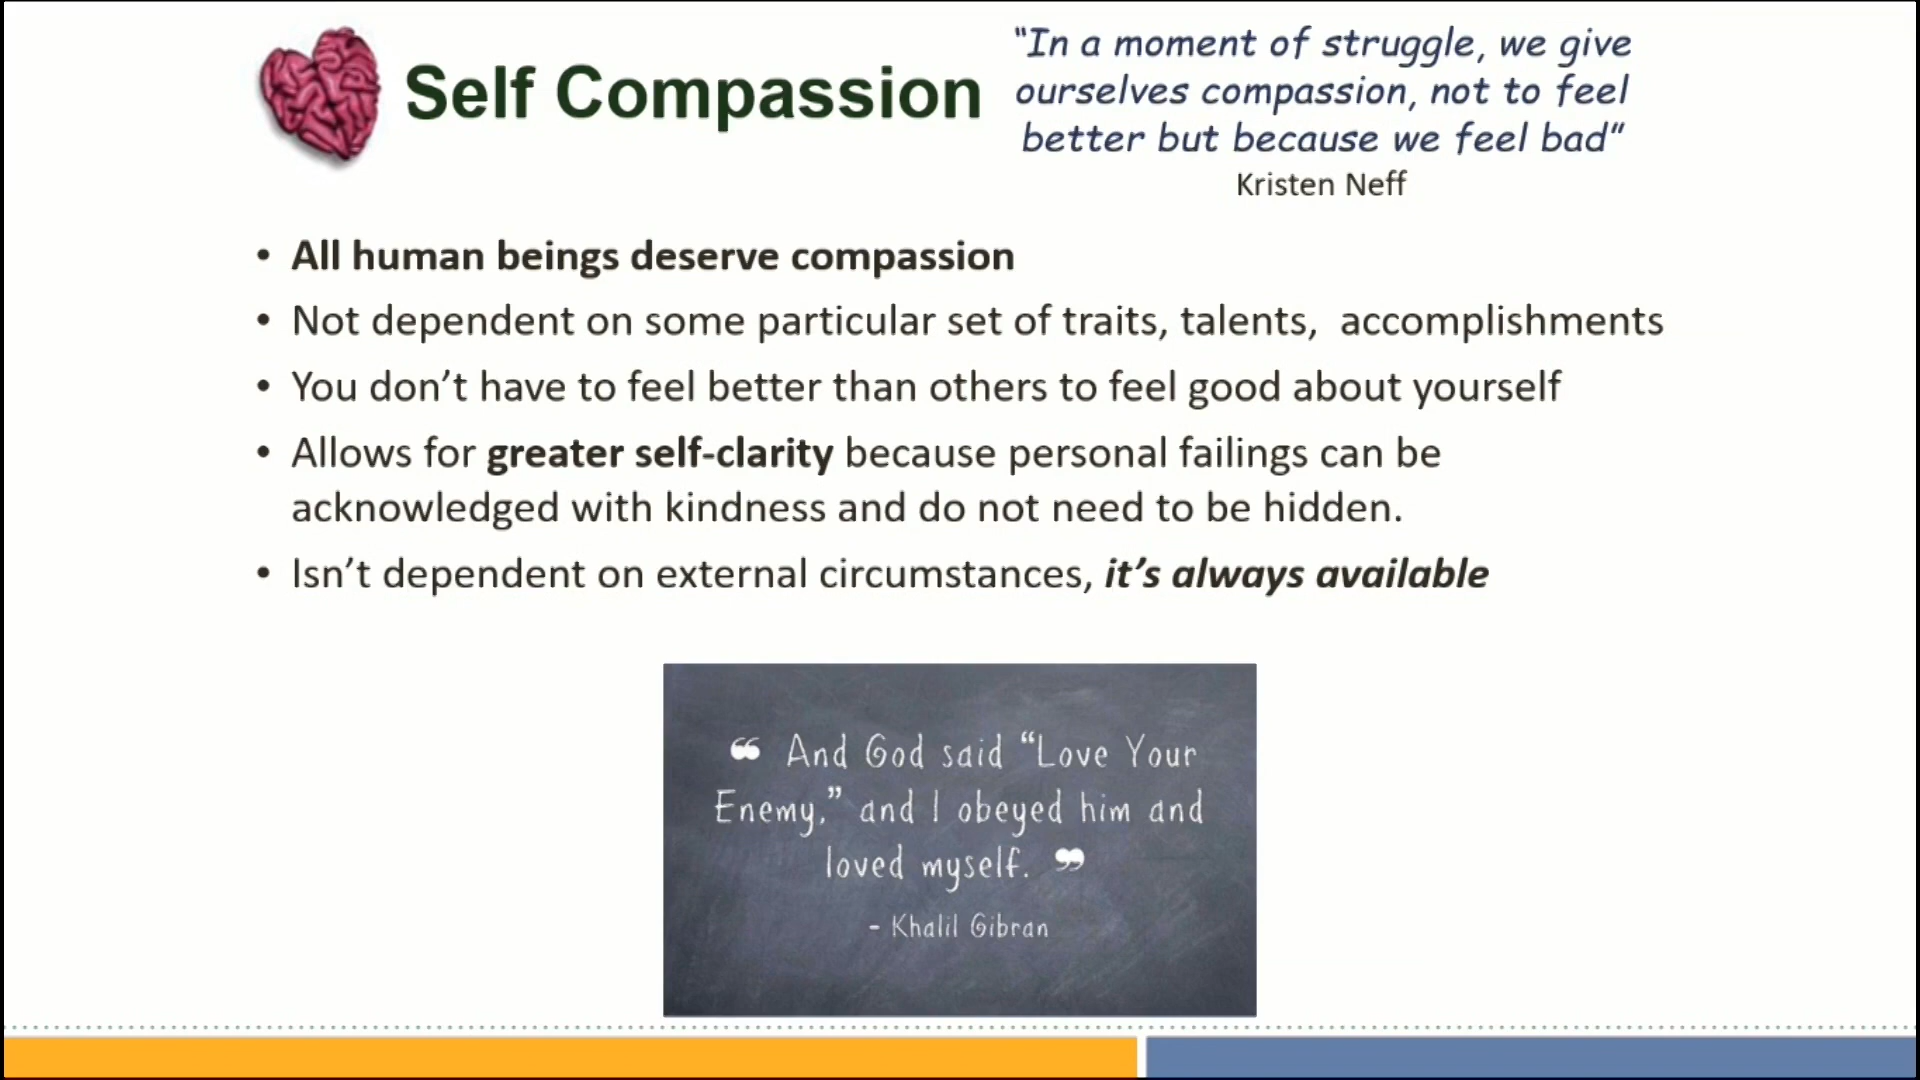 Self Compassion
“In a moment of struggle, we give
ourselves compassion, not to feel
better but because we feel bad”
Kristen Neff
• All human beings deserve compassion
• Not dependent on some particular set of traits, talents,  accomplishments
• You don’t have to feel better than others to feel good about yourself
• Allows for greater self-clarity because personal failings can be
acknowledged with kindness and do not need to be hidden.
• Isn’t dependent on external circumstances, it’s always available
❝ And God said “Love Your
Enemy,” and I obeyed him and
loved myself. ❞
- Khalil Gibran